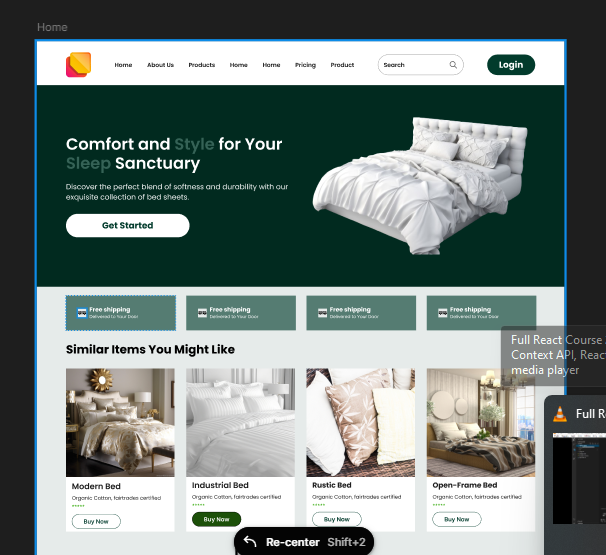 Home
Home About Us Products Home Home Pricing Product
Search
Login
Comfort and Style for Your
Sleep Sanctuary
Discover the perfect blend of softness and durability with our
exquisite collection of bed sheets.
Get Started
Free shipping
Delivered to Your Door
Free shipping
Delivered to Your Door
Free shipping
Delivered to Your Door
Free shipping
Delivered to Your Door
Similar Items You Might Like
Full React Course
Context API, Reac
media player
Full R
Modern Bed
Organic Cotton, fairtrades certified
Buy Now
Industrial Bed
Organic Cotton, fairtrades certified
Buy Now
Rustic Bed
Organic Cotton, fairtrades certified
Buy Now
Open-Frame Bed
Organic Cotton, fairtrades certified
Buy Now
Re-center Shift+2